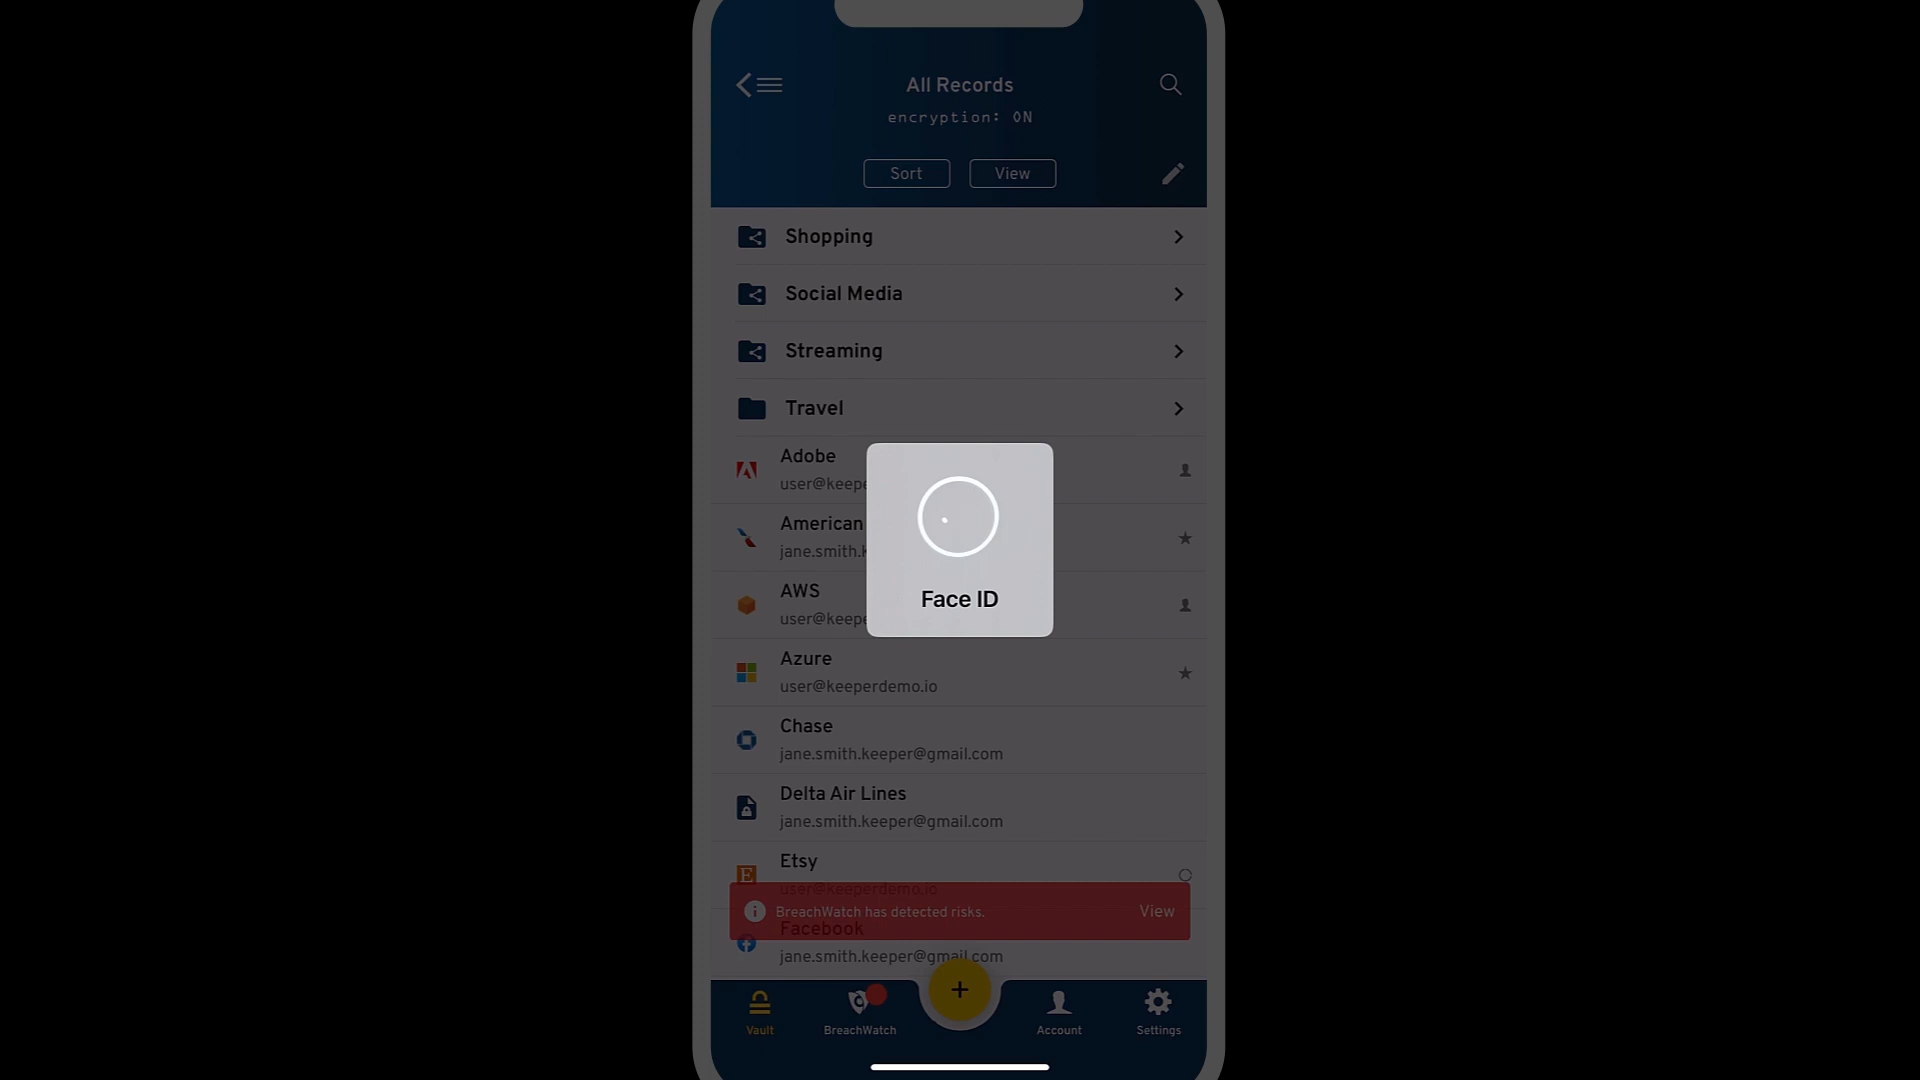 All Records
encryption: ON
Sort
View
Shopping
Social Media
Streaming
Travel
Adobe
user@keepe
American
jane.smith.k
AWS
user@keepe
Face ID
Azure
user@keeperdemo.io
Chase
jane.smith.keeper@gmail.com
Delta Air Lines
jane.smith.keeper@gmail.com
E
Etsy
user@keeperdemo.io
BreachWatch has detected risks.
View
Facebook
jane.smith.keeper@gmail.com
Vault
BreachWatch
+
Account
Settings